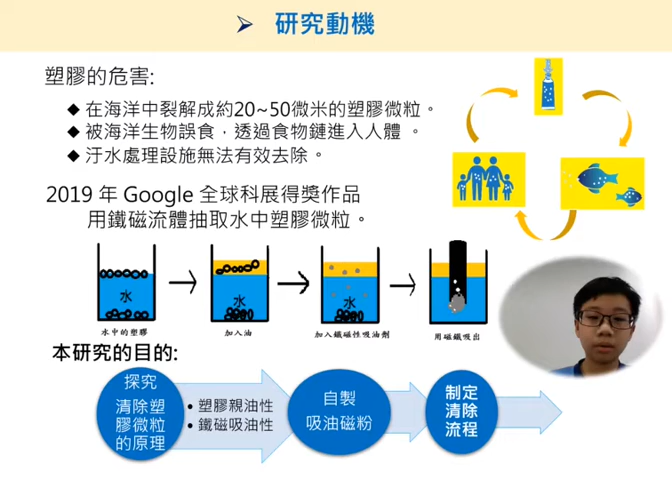 研究動機
塑膠的危害:
在海洋中裂解成約20~50微米的塑膠微粒。
被海洋生物誤食，透過食物鏈進入人體 。
汙水處理設施無法有效去除。
2019 年 Google 全球科展得獎作品
用鐵磁流體抽取水中塑膠微粒。
水
水中的塑膠
水
加入油
水
加入鐵磁性吸油劑
用磁鐵吸出
本研究的目的:
探究
清除塑
膠微粒
的原理
• 塑膠親油性
• 鐵磁吸油性
自製
吸油磁粉
制定
清除
流程